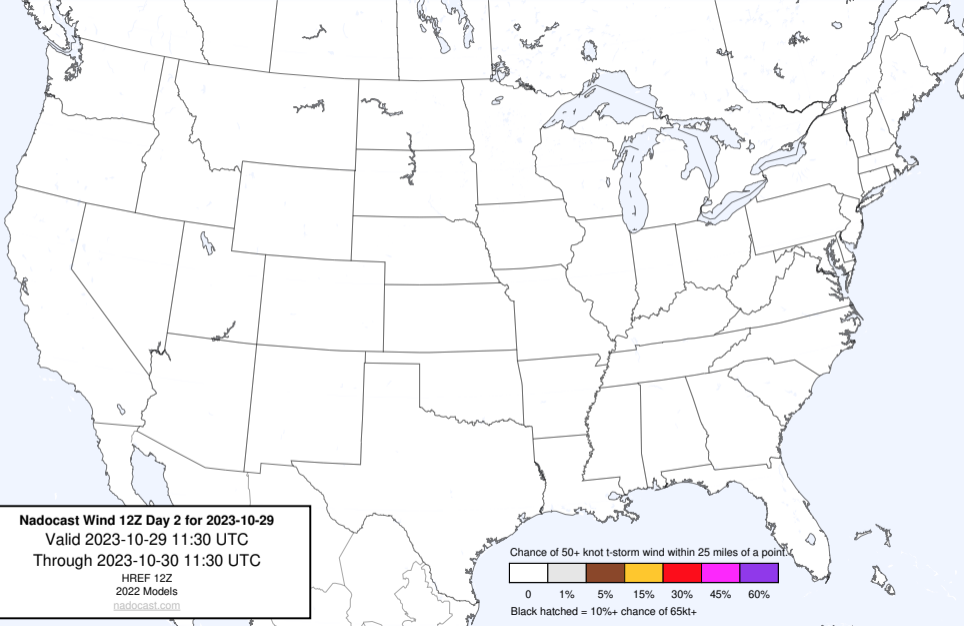 Nadocast Wind 12Z Day 2 for 2023-10-29
Valid 2023-10-29 11:30 UTC
Through 2023-10-30 11:30 UTC
HREF 12Z
2022 Models
nadocast.com
Chance of 50+ knot t-storm wind within 25 miles of a point.
0 1% 5% 15% 30% 45% 60%
Black hatched = 10%+ chance of 65kt+